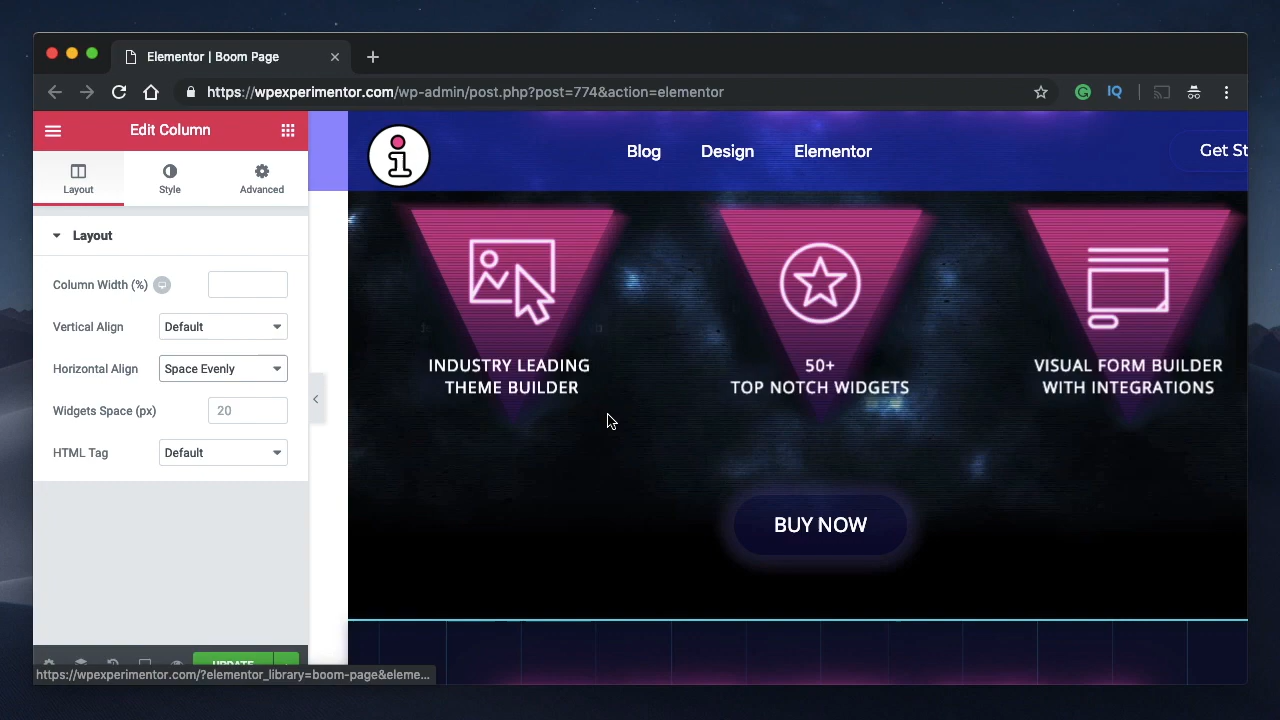 Elementor | Boom Page
https://wpexperimentor.com/wp-admin/post.php?post=774&action=elementor
IQ
Edit Column
Layout
Style
Advanced
Layout
Column Width (%)
Vertical Align
Default
Horizontal Align
Space Evenly
Widgets Space (px)
20
HTML Tag
Default
UPDATE
https://wpexperimentor.com/?elementor_library=boom-page&eleme...
i
Blog
Design
Elementor
Get St
INDUSTRY LEADING
THEME BUILDER
50+
TOP NOTCH WIDGETS
VISUAL FORM BUILDER
WITH INTEGRATIONS
BUY NOW